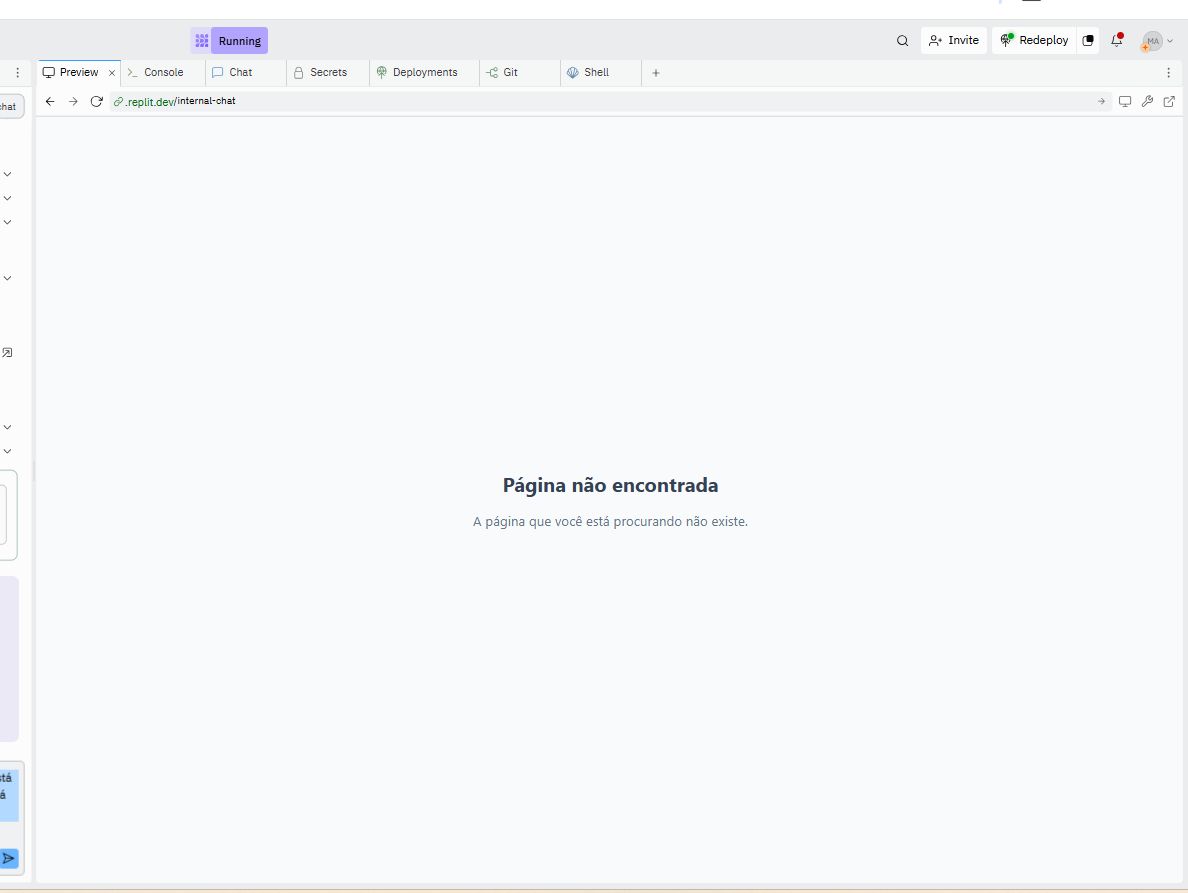 Running
Invite
Redeploy
MA
Preview
Console
Chat
Secrets
Deployments
Git
Shell
hat
.replit.dev/internal-chat
Página não encontrada
A página que você está procurando não existe.
stá
á